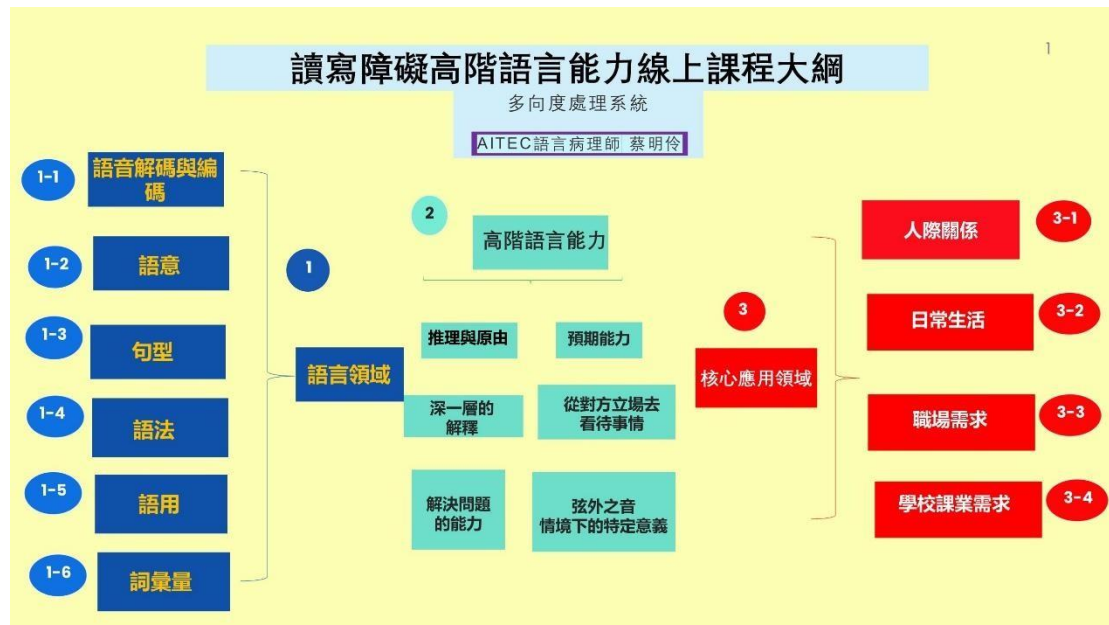 1
讀寫障礙高階語言能力線上課程大綱
多向度處理系統
AITEC語言病理師 蔡明伶
1-1
語音解碼與編
碼
1-2
語意
1-3
句型
1-4
語法
1-5
語用
1-6
詞彙量
1
語言領域
2
高階語言能力
推理與原由
預期能力
深一層的
解釋
從對方立場去
看待事情
解決問題
的能力
弦外之音
情境下的特定意義
3
核心應用領域
人際關係
3-1
日常生活
3-2
職場需求
3-3
學校課業需求
3-4